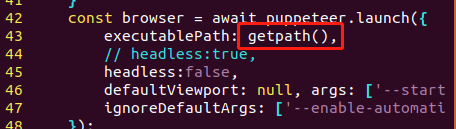 41 }
42 const browser = await puppeteer.launch({
43 executablePath: getpath(),
44 // headless:true,
45 headless:false,
46 defaultViewport: null, args: ['--start
47 ignoreDefaultArgs: ['--enable-automati
48 });